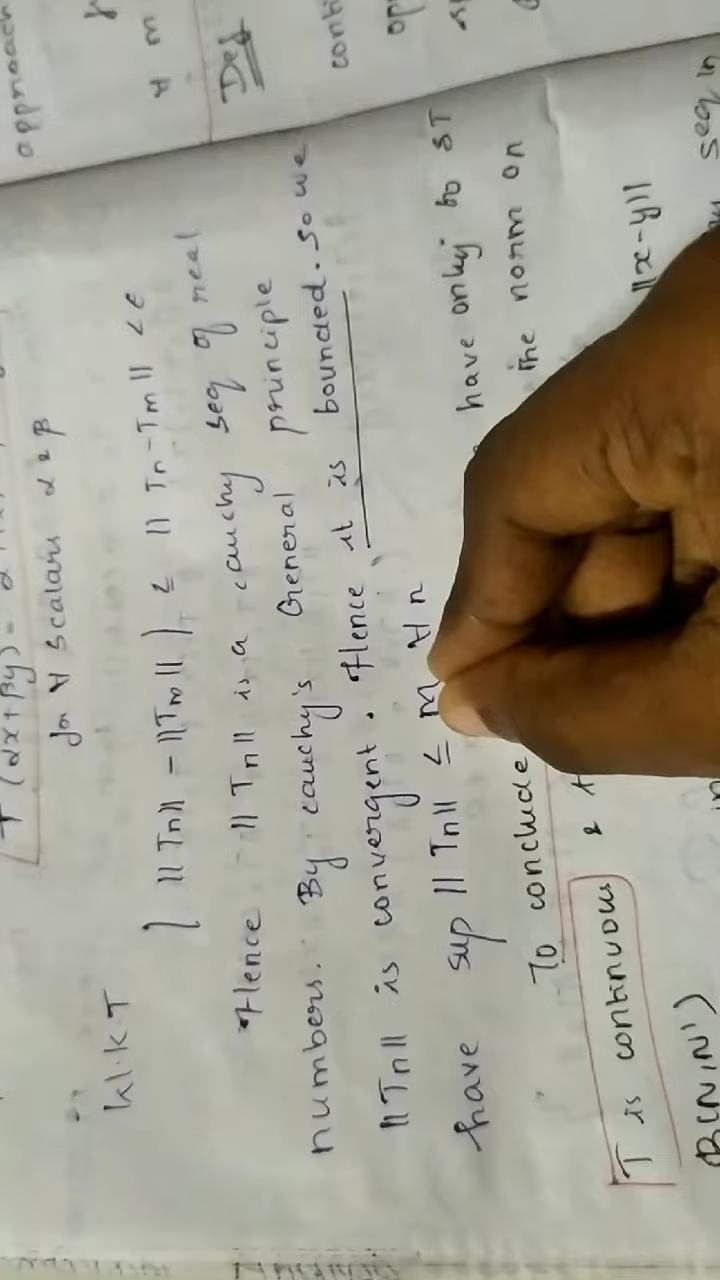 T (αx + βy) =
for ∀ scalars α & β
W.K.T
| ||Tn|| - ||Tm|| | ≤ || Tn - Tm || < ϵ
Hence || Tn || is a cauchy seq of real
numbers. By cauchy's General principle
||Tn|| is convergent. Hence, it is bounded. So we
have sup || Tn || ≤ M ∀ n
To conclude have only to ST
T is continuous & the norm on
(B(N,N') ||x-y||
seq in
approach
∀ m
Def
conti